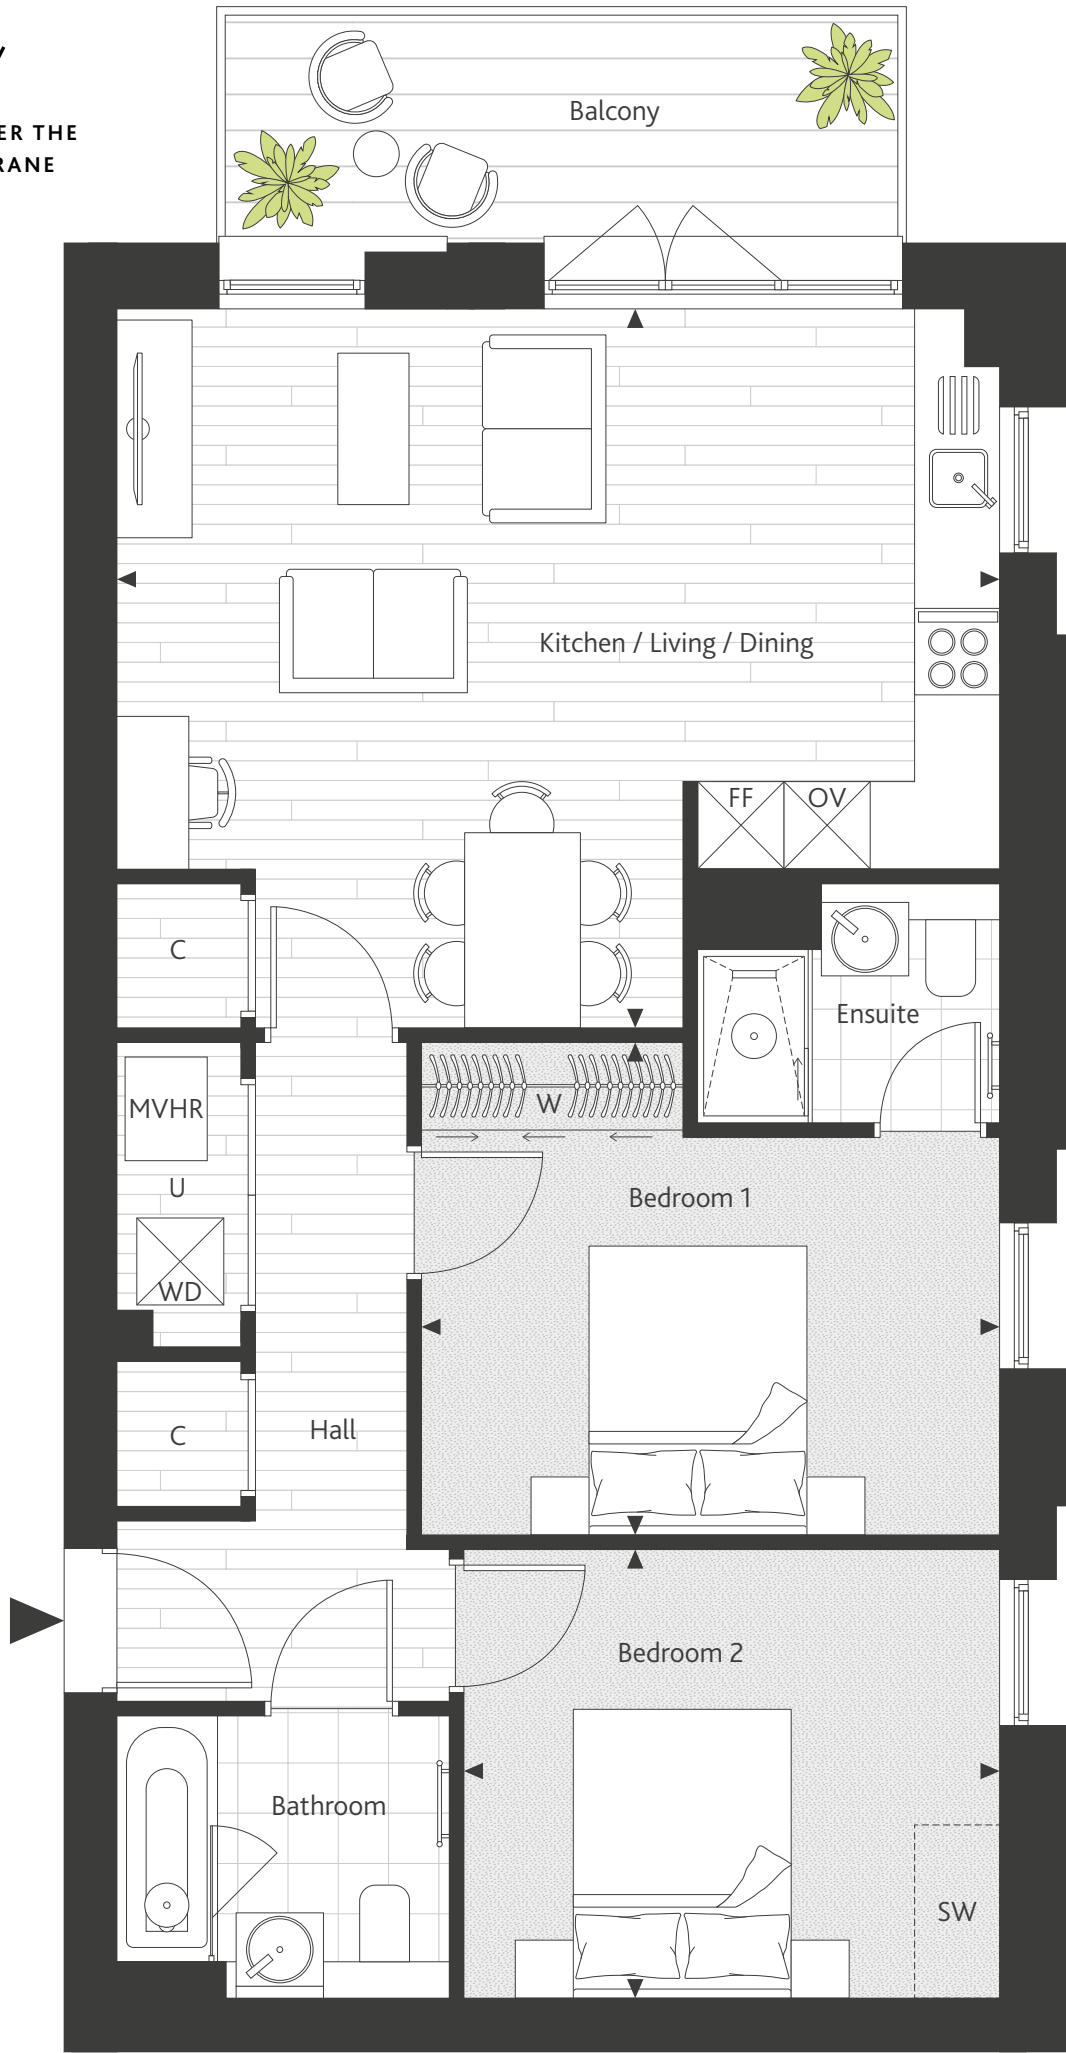 ER THE
RANE
Balcony
Kitchen / Living / Dining
FF
OV
C
Ensuite
MVHR
W
U
Bedroom 1
WD
C
Hall
Bedroom 2
Bathroom
SW